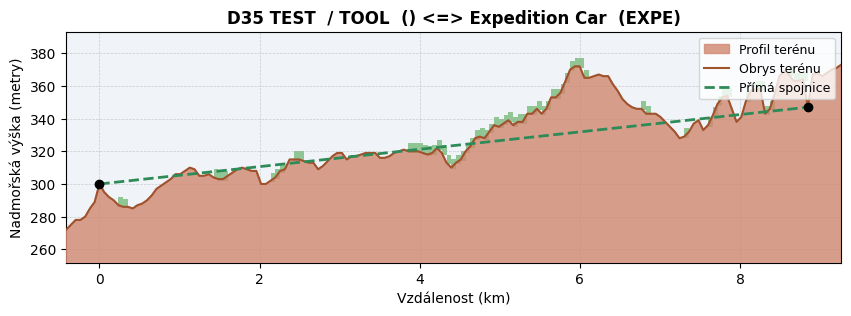 D35 TEST  / TOOL  () <=> Expedition Car  (EXPE)
Nadmořská výška (metry)
380
360
340
320
300
280
260
Profil terénu
Obrys terénu
Přímá spojnice
0 2 4 6 8
Vzdálenost (km)